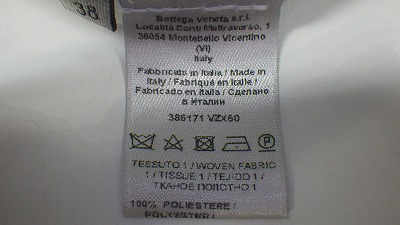 38
Bottega Veneta s.r.l.
Località Conti Maltraverso, 1
36054 Montebello Vicentino
(VI)
Italy
Fabbricato in Italia / Made in
Italy / Fabriqué en Italie /
Fabricado en Italia / Сделано
в Италии
386171 VZX60
TESSUTO 1 / WOVEN FABRIC
1 / TISSUE 1 / TEJIDO 1 /
ТКАНОЕ ПОЛОТНО 1
100% POLIESTERE /
POLYESTER /